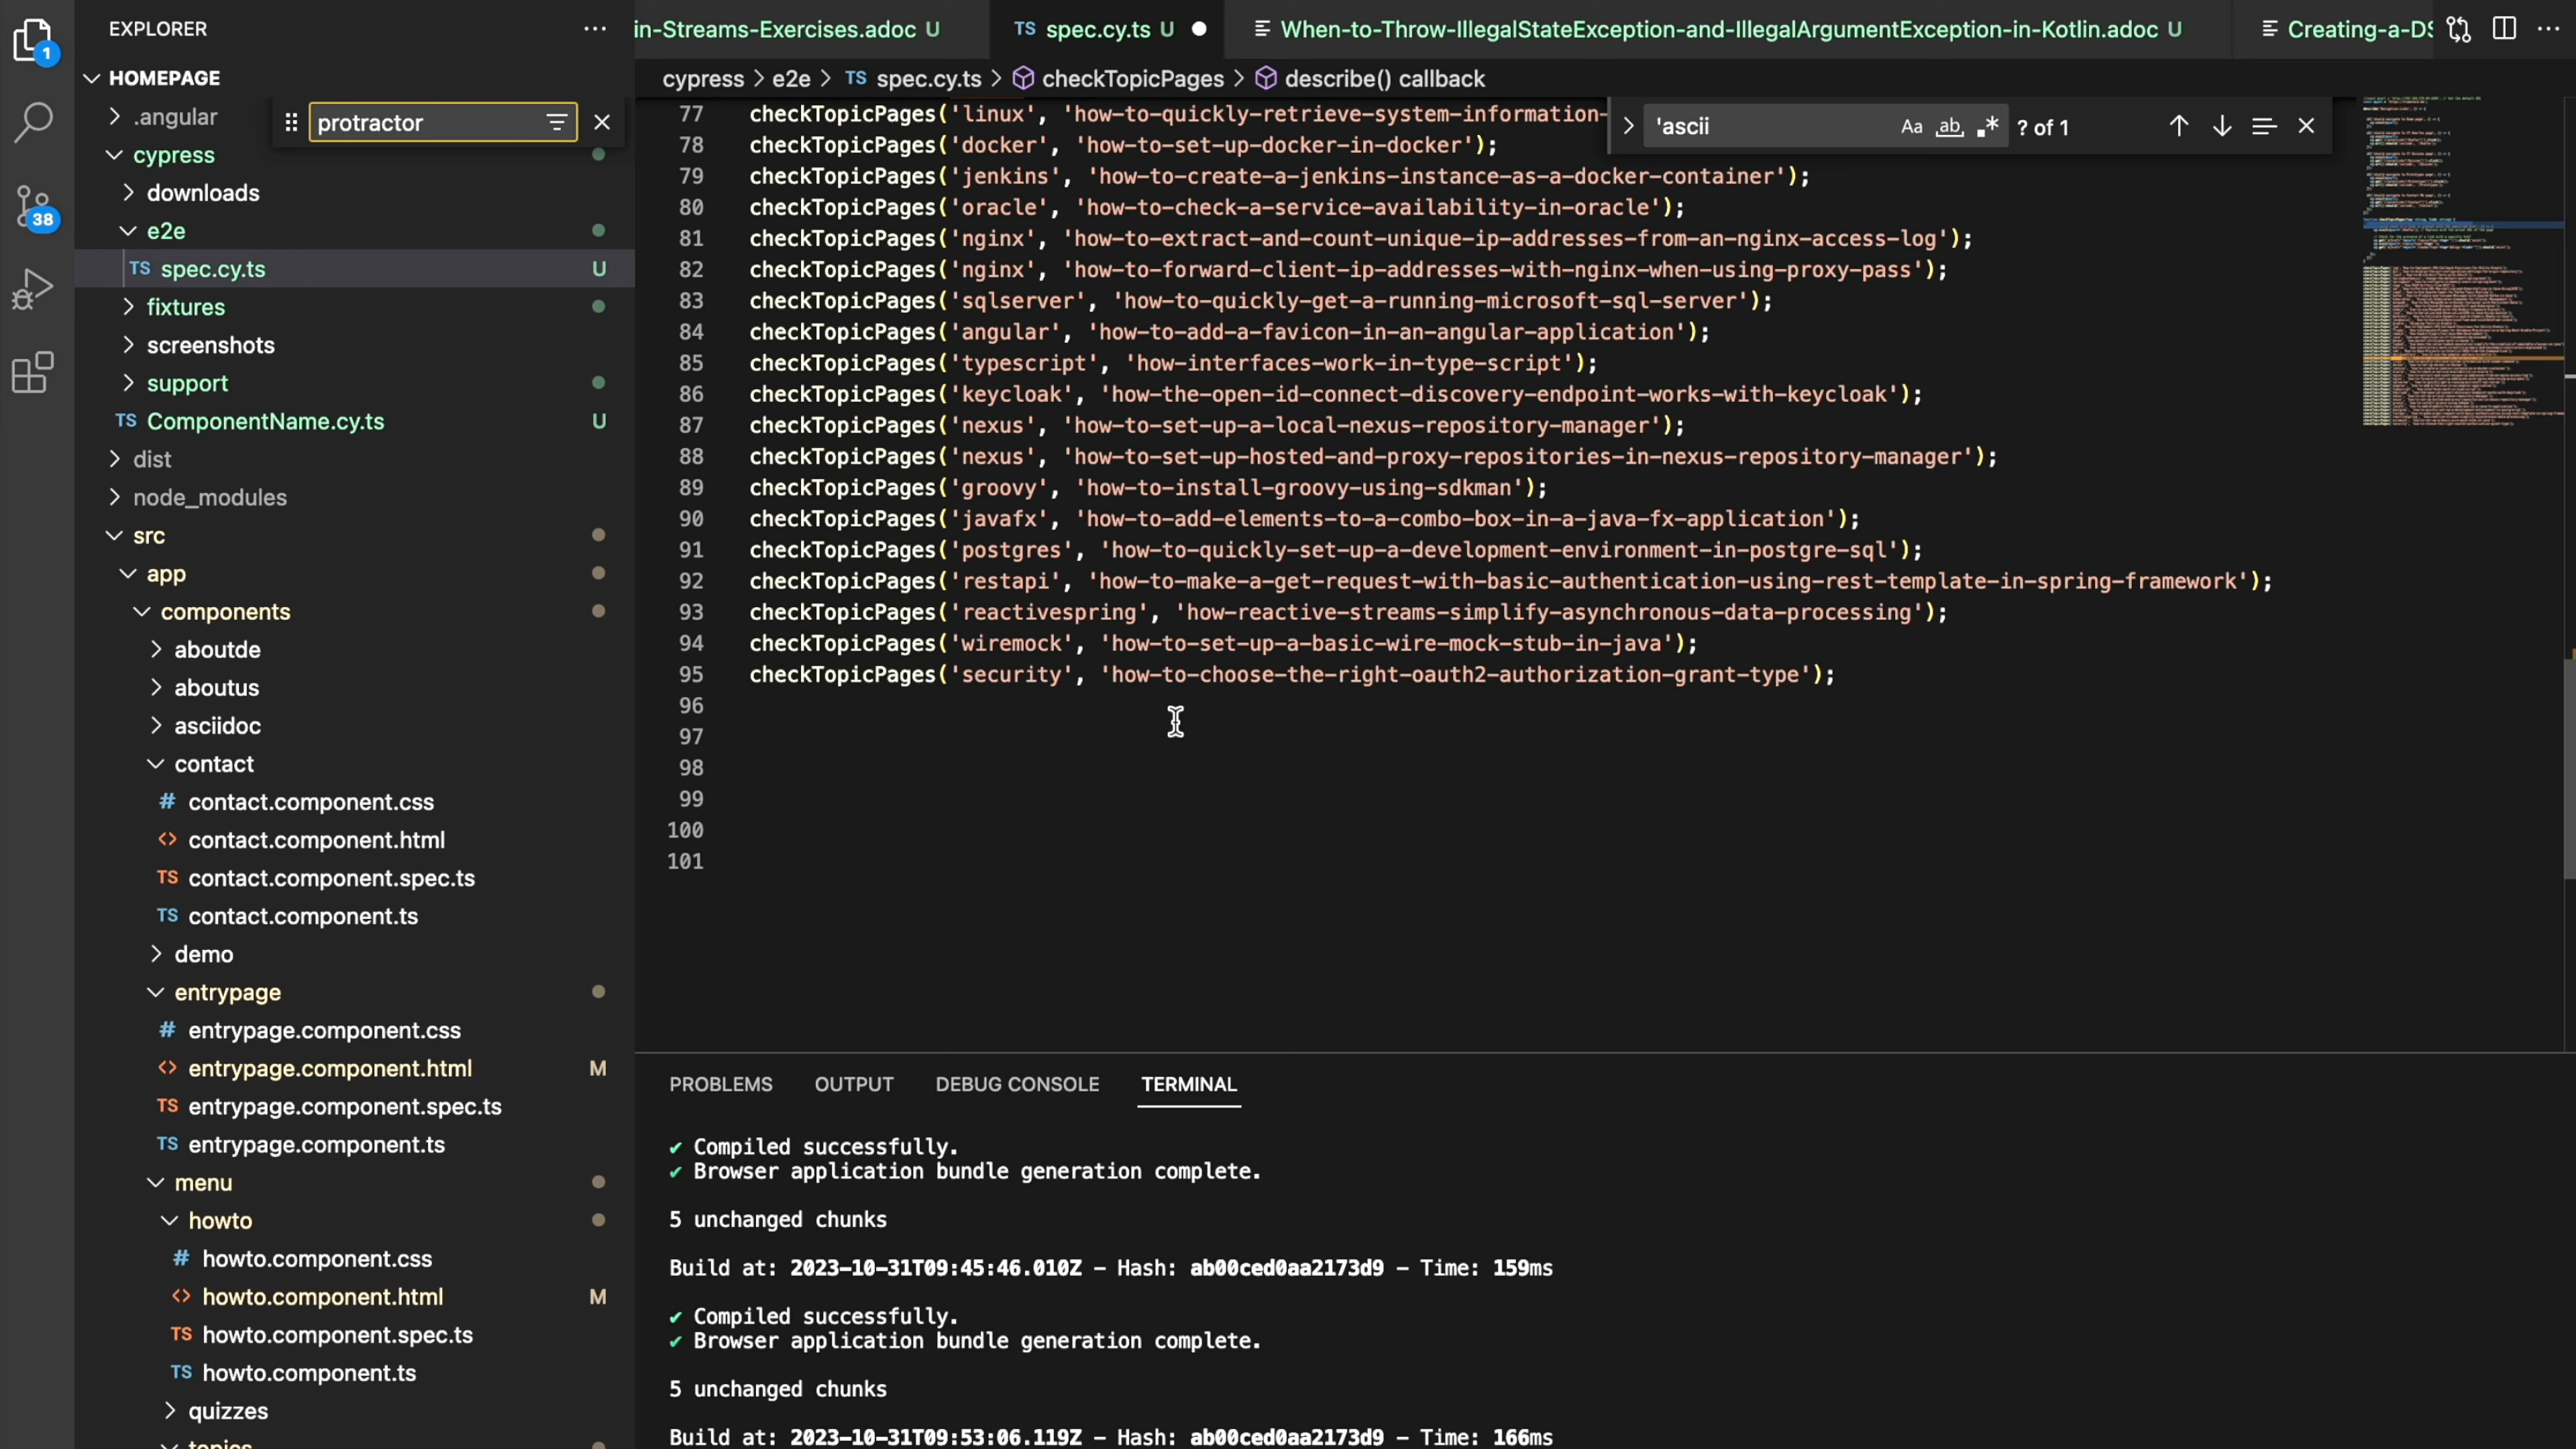 EXPLORER
in-Streams-Exercises.adoc U
TS spec.cy.ts U
When-to-Throw-IllegalStateException-and-IllegalArgumentException-in-Kotlin.adoc U
Creating-a-DS
1
HOMEPAGE
cypress > e2e > TS spec.cy.ts > checkTopicPages > describe() callback
protractor
'ascii
Aa ab .* ? of 1
.angular
cypress
downloads
e2e
TS spec.cy.ts U
38
fixtures
screenshots
support
TS ComponentName.cy.ts U
dist
node_modules
src
app
components
aboutde
aboutus
asciidoc
contact
# contact.component.css
<> contact.component.html
TS contact.component.spec.ts
TS contact.component.ts
demo
entrypage
# entrypage.component.css
<> entrypage.component.html M
TS entrypage.component.spec.ts
TS entrypage.component.ts
menu
howto
# howto.component.css
<> howto.component.html M
TS howto.component.spec.ts
TS howto.component.ts
quizzes
topics
77 checkTopicPages('linux', 'how-to-quickly-retrieve-system-information-
78 checkTopicPages('docker', 'how-to-set-up-docker-in-docker');
79 checkTopicPages('jenkins', 'how-to-create-a-jenkins-instance-as-a-docker-container');
80 checkTopicPages('oracle', 'how-to-check-a-service-availability-in-oracle');
81 checkTopicPages('nginx', 'how-to-extract-and-count-unique-ip-addresses-from-an-nginx-access-log');
82 checkTopicPages('nginx', 'how-to-forward-client-ip-addresses-with-nginx-when-using-proxy-pass');
83 checkTopicPages('sqlserver', 'how-to-quickly-get-a-running-microsoft-sql-server');
84 checkTopicPages('angular', 'how-to-add-a-favicon-in-an-angular-application');
85 checkTopicPages('typescript', 'how-interfaces-work-in-type-script');
86 checkTopicPages('keycloak', 'how-the-open-id-connect-discovery-endpoint-works-with-keycloak');
87 checkTopicPages('nexus', 'how-to-set-up-a-local-nexus-repository-manager');
88 checkTopicPages('nexus', 'how-to-set-up-hosted-and-proxy-repositories-in-nexus-repository-manager');
89 checkTopicPages('groovy', 'how-to-install-groovy-using-sdkman');
90 checkTopicPages('javafx', 'how-to-add-elements-to-a-combo-box-in-a-java-fx-application');
91 checkTopicPages('postgres', 'how-to-quickly-set-up-a-development-environment-in-postgre-sql');
92 checkTopicPages('restapi', 'how-to-make-a-get-request-with-basic-authentication-using-rest-template-in-spring-framework');
93 checkTopicPages('reactivespring', 'how-reactive-streams-simplify-asynchronous-data-processing');
94 checkTopicPages('wiremock', 'how-to-set-up-a-basic-wire-mock-stub-in-java');
95 checkTopicPages('security', 'how-to-choose-the-right-oauth2-authorization-grant-type');
96
97
98
99
100
101
PROBLEMS OUTPUT DEBUG CONSOLE TERMINAL
✔ Compiled successfully.
✔ Browser application bundle generation complete.
5 unchanged chunks
Build at: 2023-10-31T09:45:46.010Z - Hash: ab00ced0aa2173d9 - Time: 159ms
✔ Compiled successfully.
✔ Browser application bundle generation complete.
5 unchanged chunks
Build at: 2023-10-31T09:53:06.119Z - Hash: ab00ced0aa2173d9 - Time: 166ms